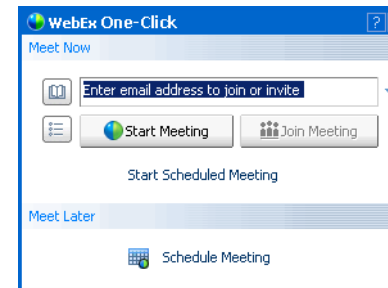 WebEx One-Click ?
Meet Now
Enter email address to join or invite
Start Meeting Join Meeting
Start Scheduled Meeting
Meet Later
Schedule Meeting